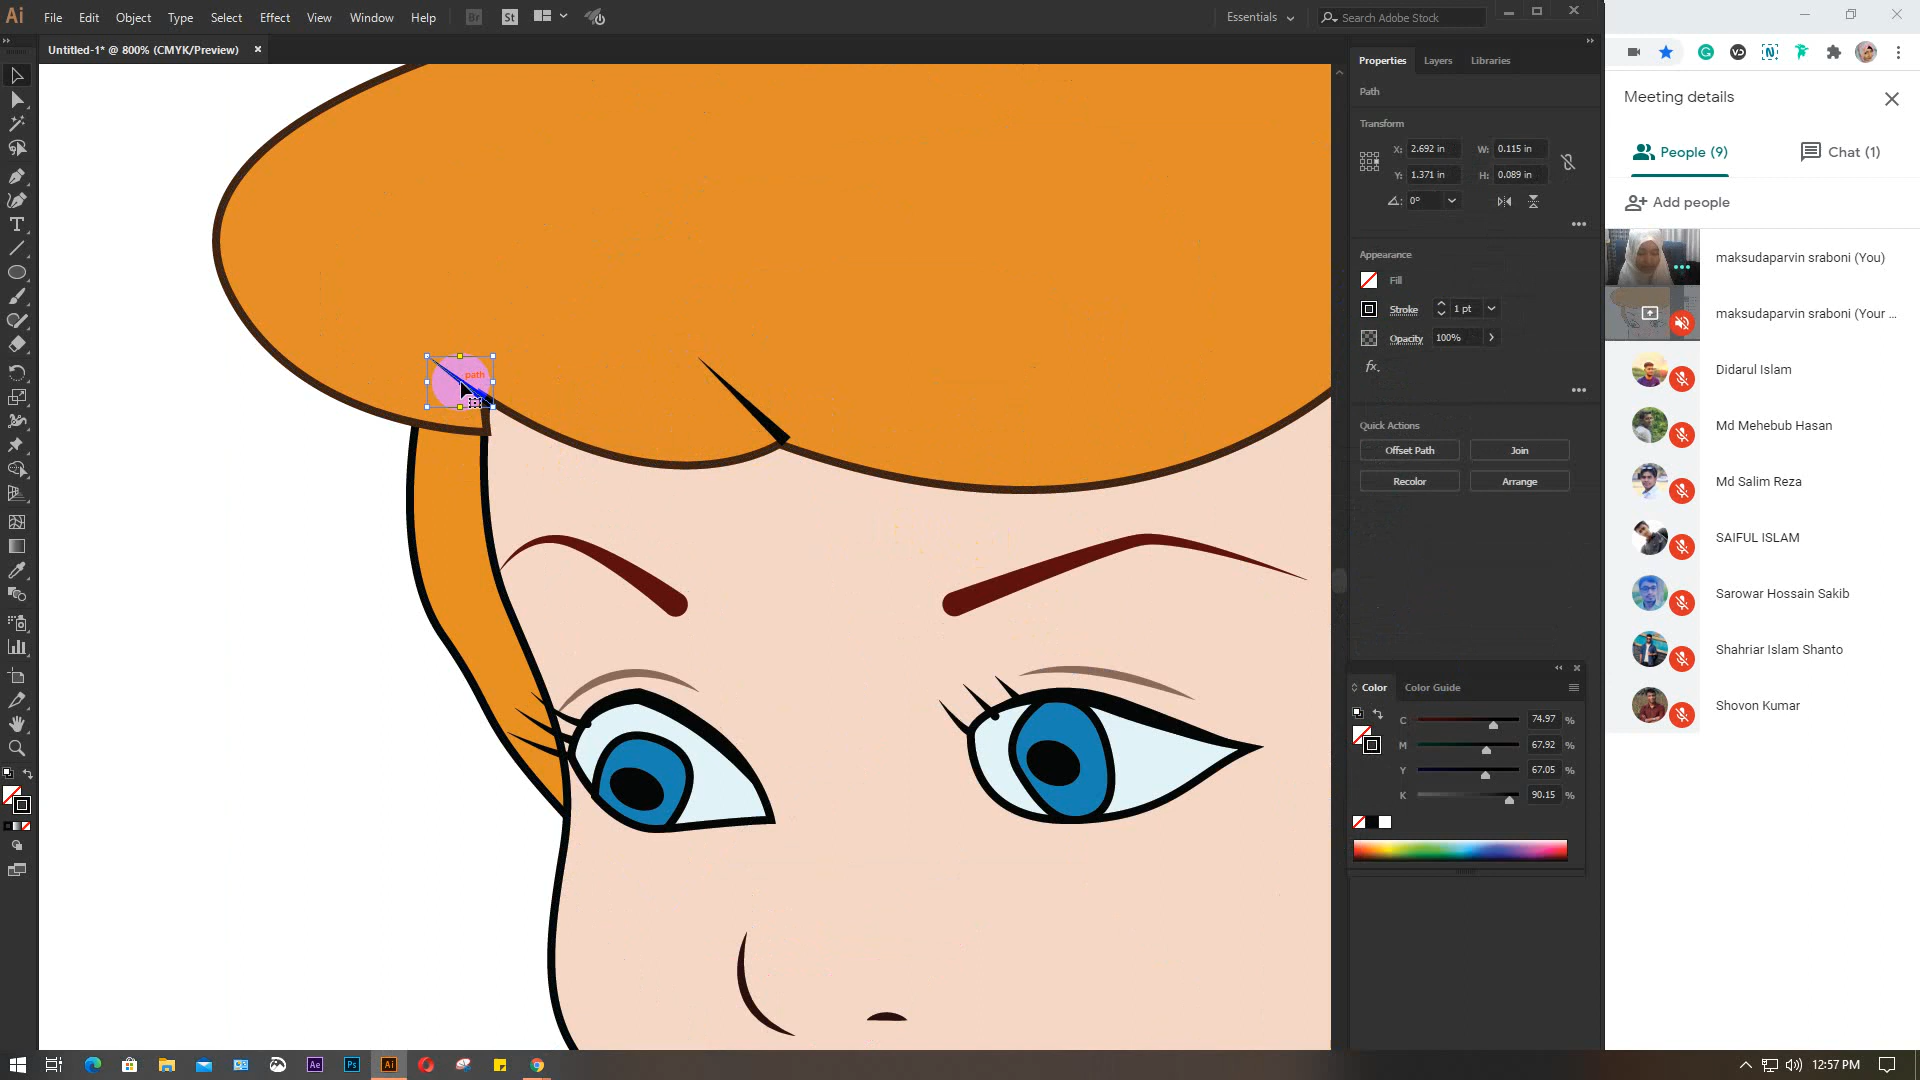 Ai File Edit Object Type Select Effect View Window Help Br St Essentials Search Adobe Stock
Untitled-1* @ 800% (CMYK/Preview)
Properties Layers Libraries
Path
Transform
X: 2.692 in W: 0.115 in
Y: 1.371 in H: 0.089 in
0°
Appearance
Fill
Stroke 1 pt
Opacity 100%
fx.
Quick Actions
Offset Path Join
Recolor Arrange
path
Color Color Guide
C 74.97 %
M 67.92 %
Y 67.05 %
K 90.15 %
Meeting details
People (9) Chat (1)
Add people
maksudaparvin sraboni (You)
maksudaparvin sraboni (Your ...
Didarul Islam
Md Mehebub Hasan
Md Salim Reza
SAIFUL ISLAM
Sarowar Hossain Sakib
Shahriar Islam Shanto
Shovon Kumar
Ae Ps Ai
12:57 PM